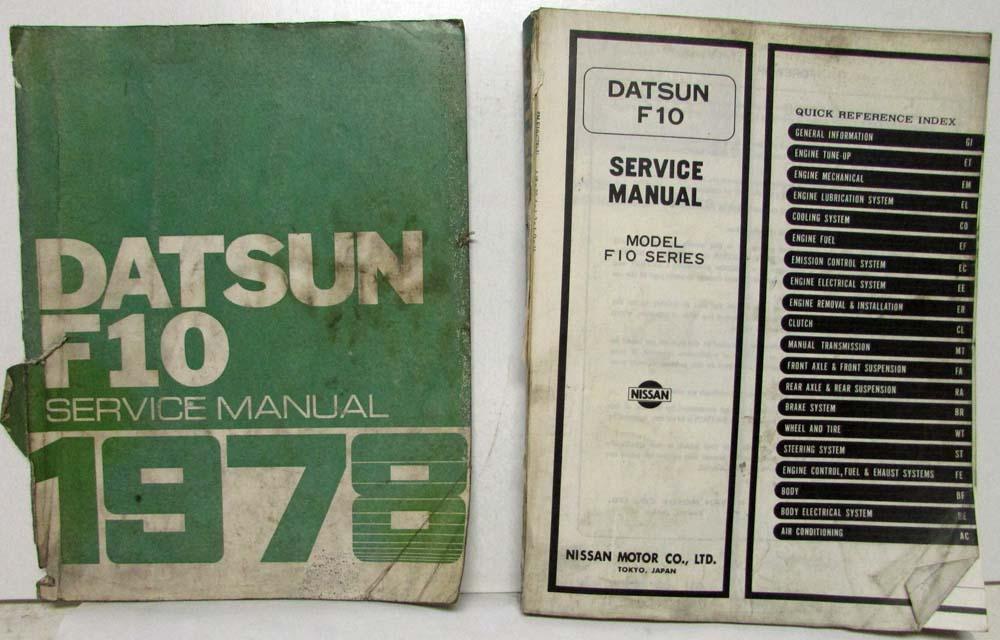 DATSUN
F10
SERVICE MANUAL
1978
DATSUN
F10
SERVICE
MANUAL
MODEL
F10 SERIES
NISSAN
NISSAN MOTOR CO., LTD.
TOKYO, JAPAN
QUICK REFERENCE INDEX
GENERAL INFORMATION GI
ENGINE TUNE-UP ET
ENGINE MECHANICAL EM
ENGINE LUBRICATION SYSTEM EL
COOLING SYSTEM CO
ENGINE FUEL EF
EMISSION CONTROL SYSTEM EC
ENGINE ELECTRICAL SYSTEM EE
ENGINE REMOVAL & INSTALLATION ER
CLUTCH CL
MANUAL TRANSMISSION MT
FRONT AXLE & FRONT SUSPENSION FA
REAR AXLE & REAR SUSPENSION RA
BRAKE SYSTEM BR
WHEEL AND TIRE WT
STEERING SYSTEM ST
ENGINE CONTROL, FUEL & EHAUST SYSTEMS FE
BODY BF
BODY ELECTRICAL SYSTEM BE
AIR CONDITIONING AC